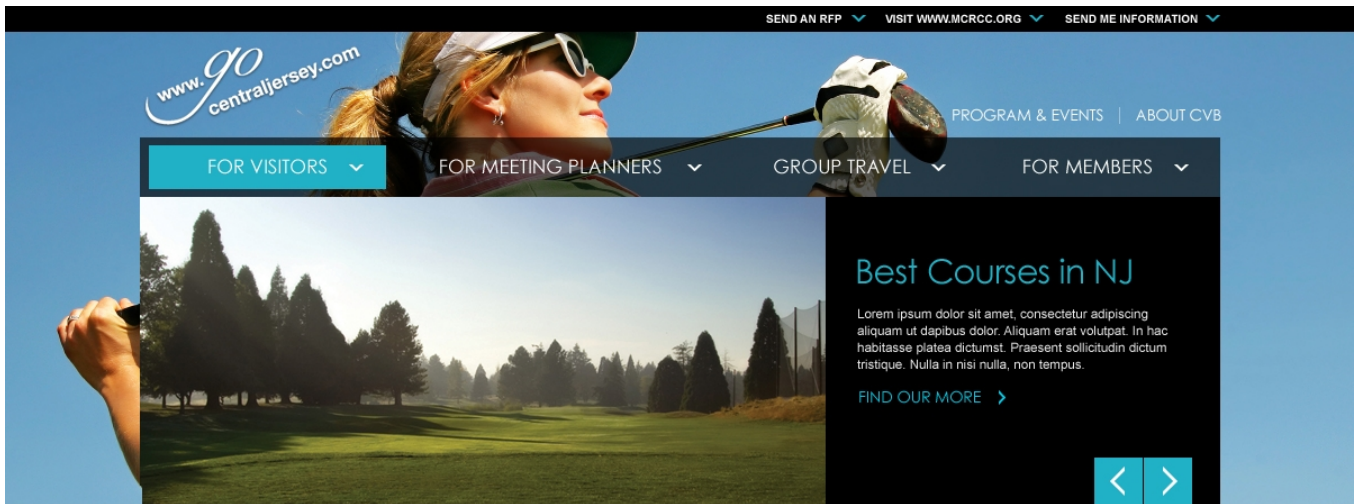 SEND AN RFP VISIT WWW.MCRCC.ORG SEND ME INFORMATION
www.go
centraljersey.com
PROGRAM & EVENTS | ABOUT CVB
FOR VISITORS FOR MEETING PLANNERS GROUP TRAVEL FOR MEMBERS
Best Courses in NJ
Lorem ipsum dolor sit amet, consectetur adipiscing
aliquam ut dapibus dolor. Aliquam erat volutpat. In hac
habitasse platea dictumst. Praesent sollicitudin dictum
tristique. Nulla in nisi nulla, non tempus.
FIND OUR MORE